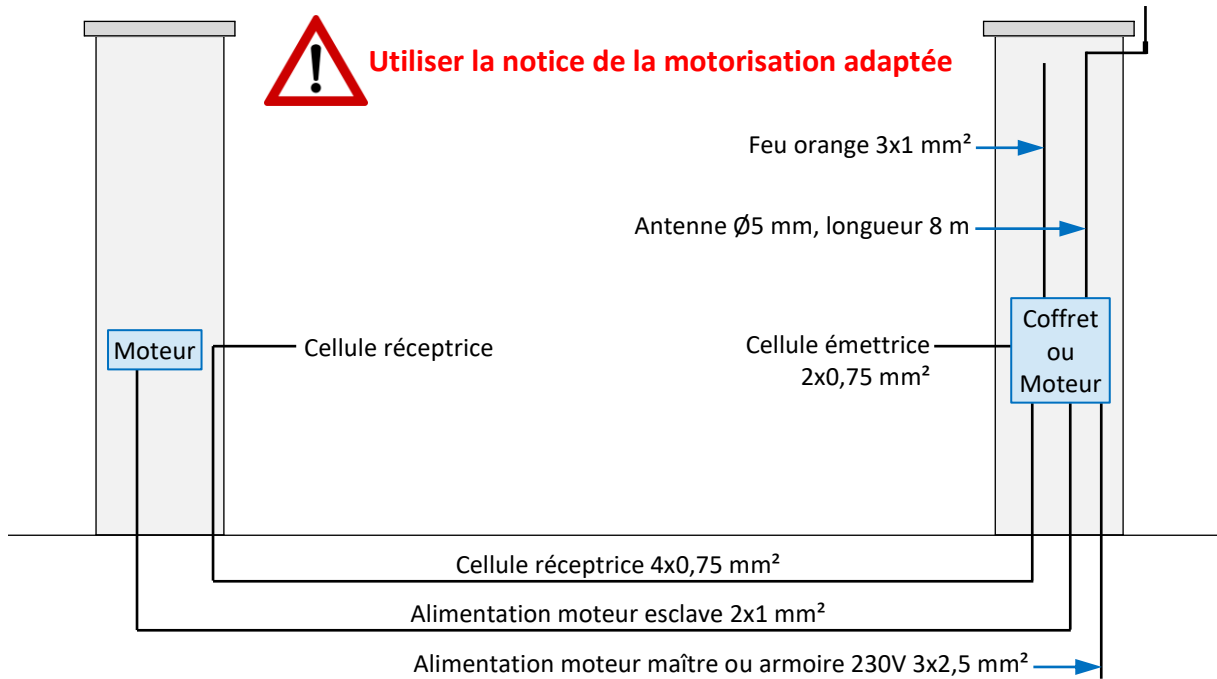 Utiliser la notice de la motorisation adaptée
Feu orange 3x1 mm²
Antenne Ø5 mm, longueur 8 m
Moteur
Cellule réceptrice
Cellule émettrice
2x0,75 mm²
Coffret
ou
Moteur
Cellule réceptrice 4x0,75 mm²
Alimentation moteur esclave 2x1 mm²
Alimentation moteur maître ou armoire 230V 3x2,5 mm²